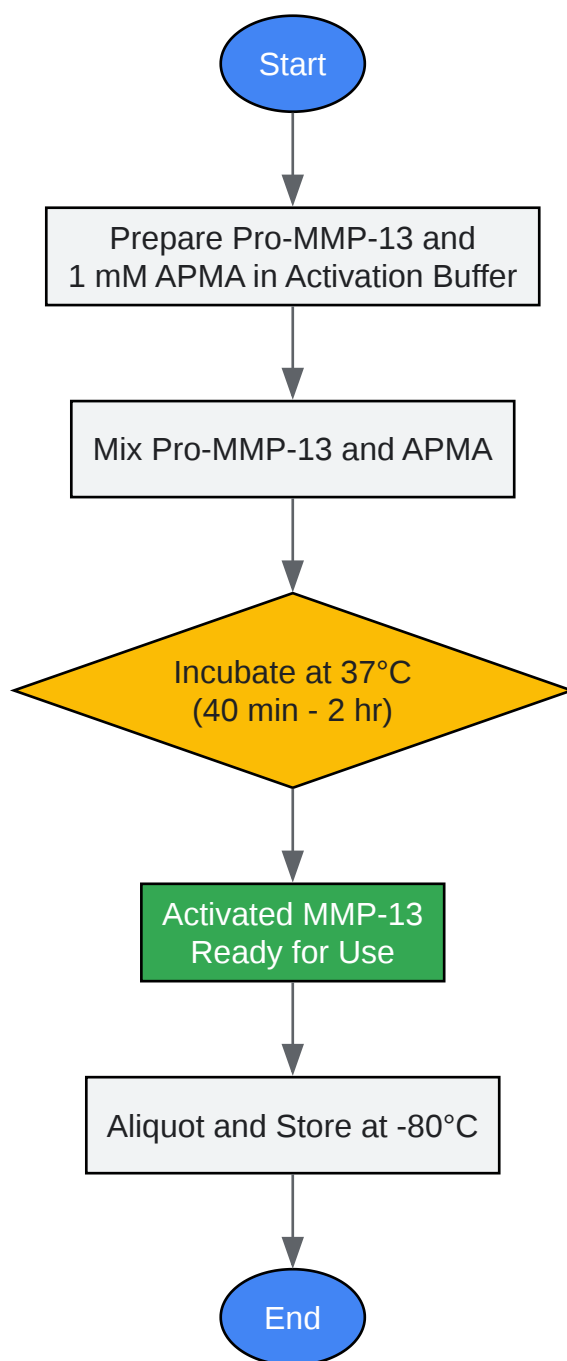 Start
Prepare Pro-MMP-13 and
1 mM APMA in Activation Buffer
Mix Pro-MMP-13 and APMA
Incubate at 37°C
(40 min - 2 hr)
Activated MMP-13
Ready for Use
Aliquot and Store at -80°C
End